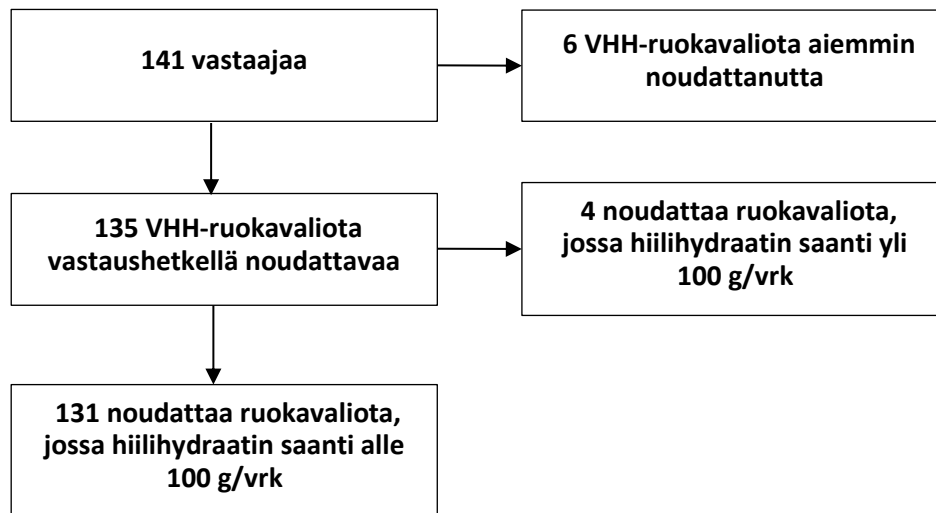 141 vastaajaa
6 VHH-ruokavaliota aiemmin
noudattanutta
135 VHH-ruokavaliota
vastaushetkellä noudattavaa
4 noudattaa ruokavaliota,
jossa hiilihydraatin saanti yli
100 g/vrk
131 noudattaa ruokavaliota,
jossa hiilihydraatin saanti alle
100 g/vrk